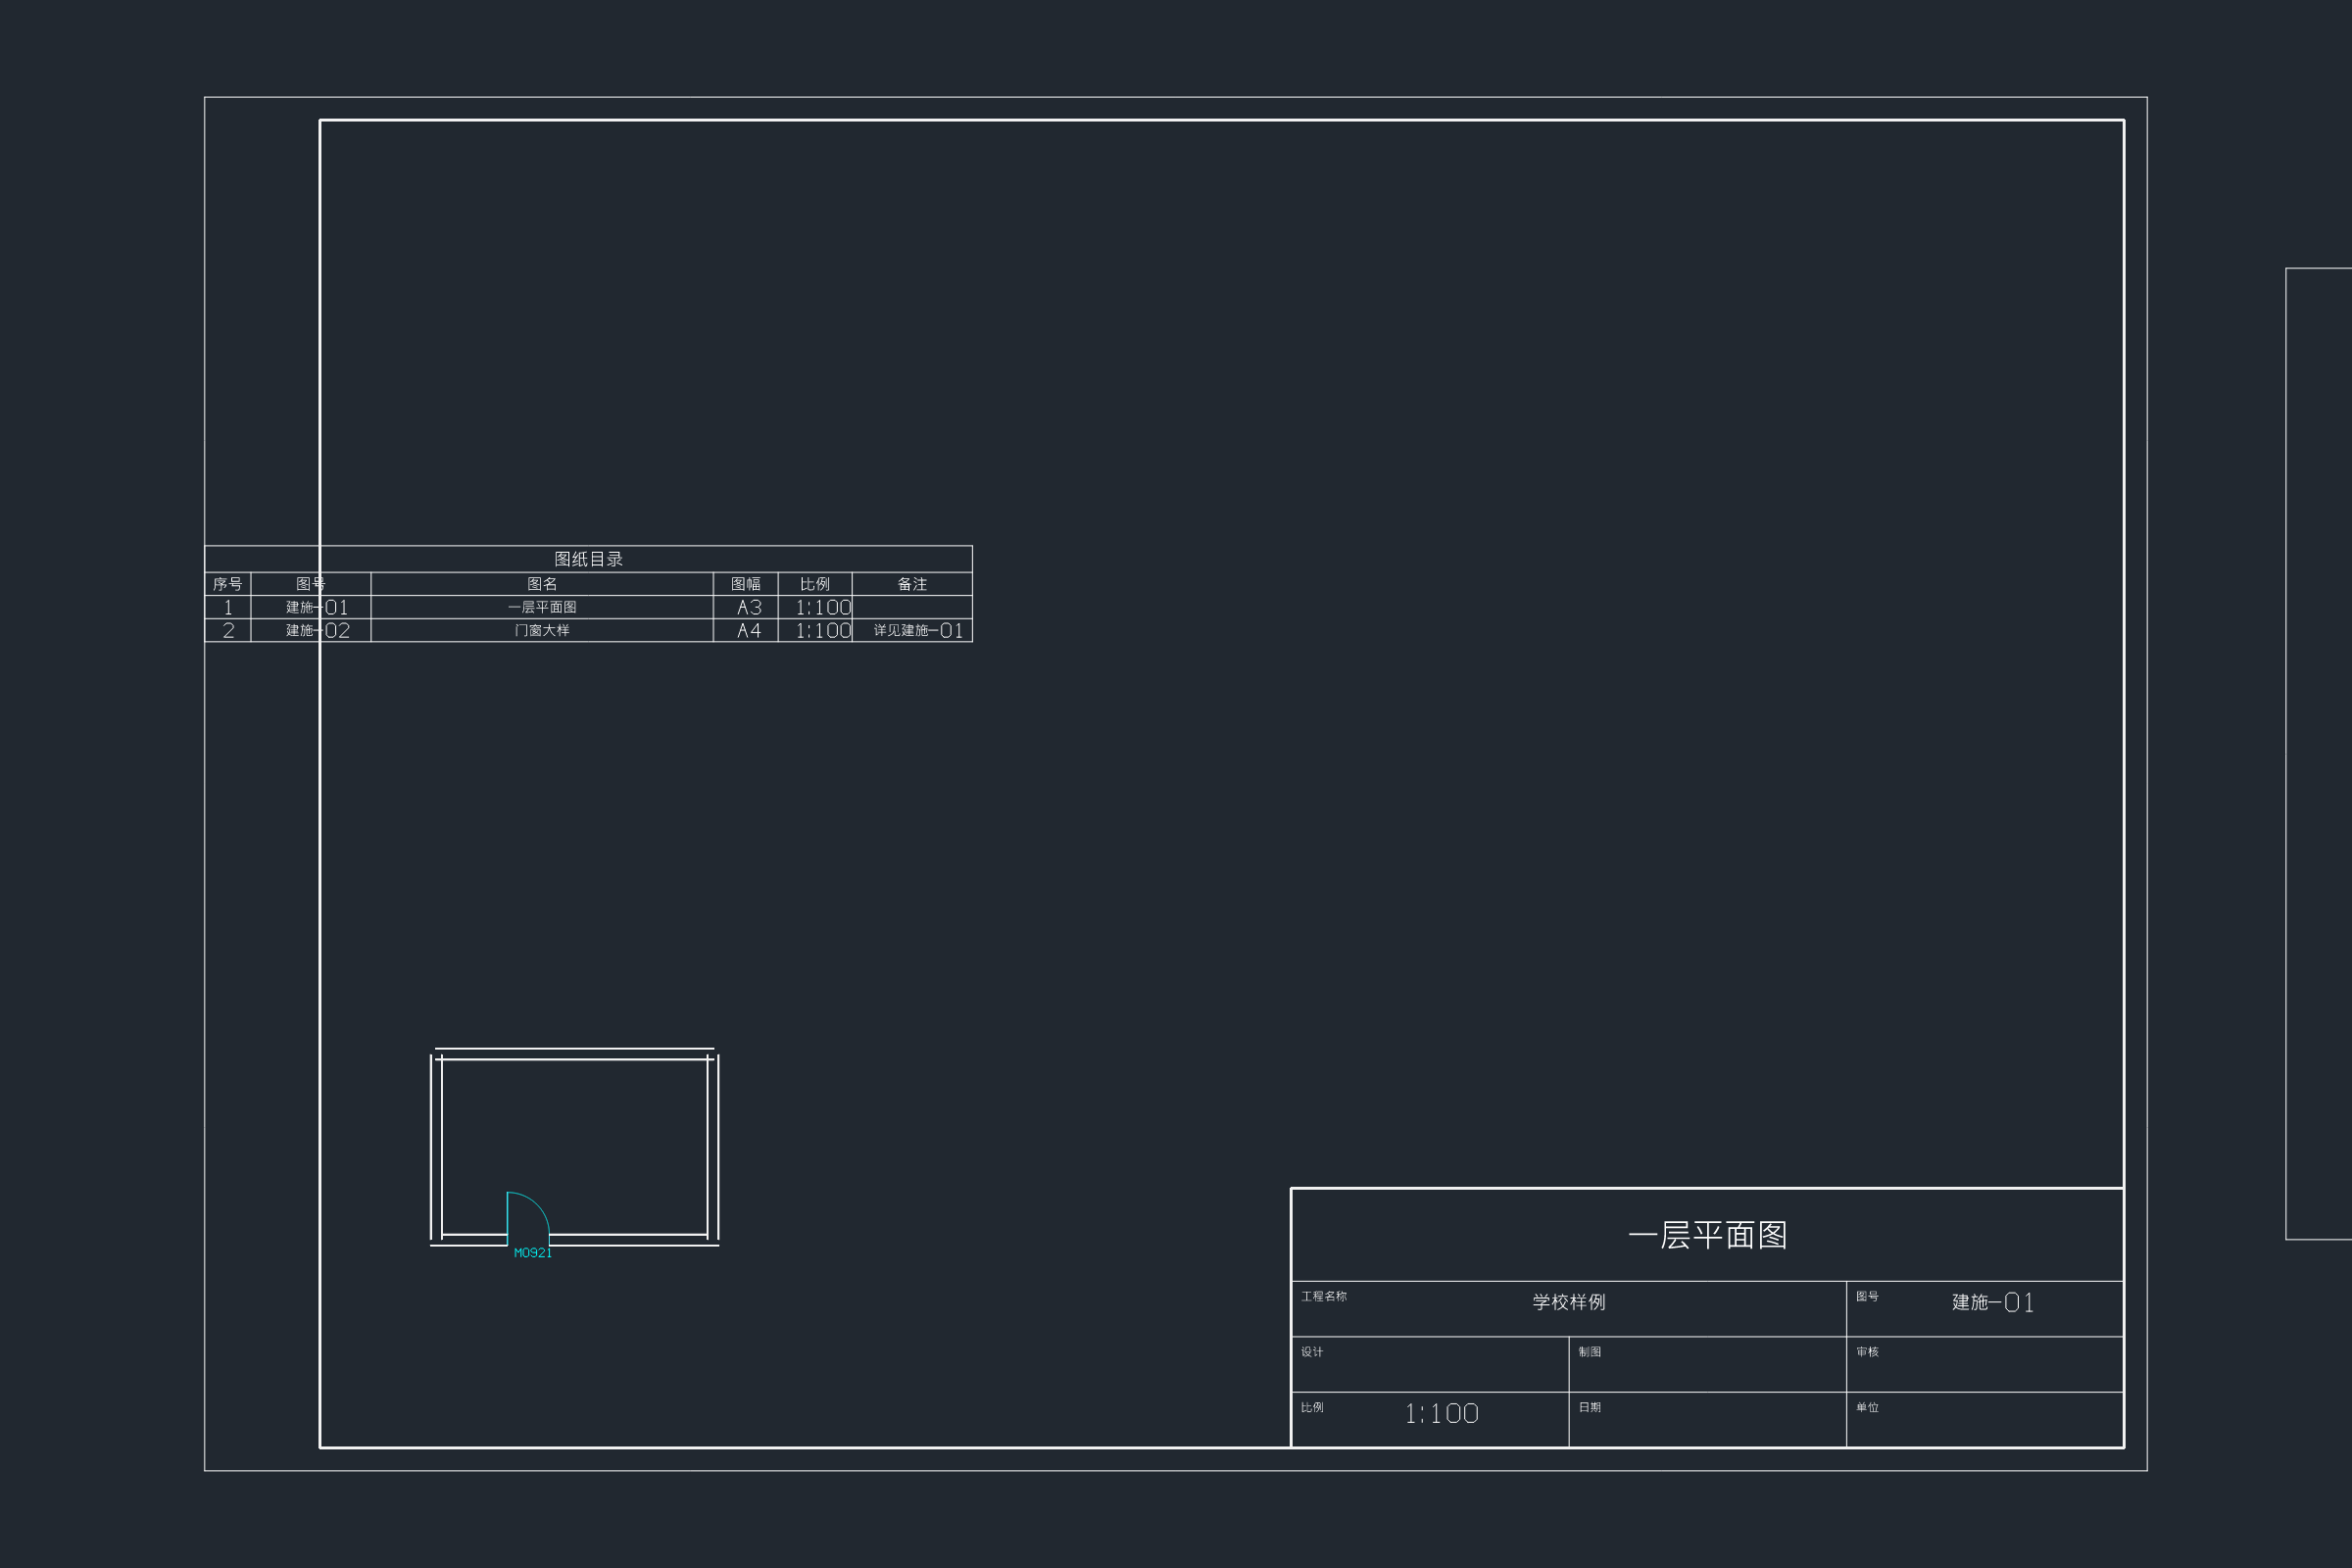 图纸目录
序号 图号 图名 图幅 比例 备注
1 建施-01 一层平面图 A3 1:100
2 建施-02 门窗大样 A4 1:100 详见建施-01
M0921
一层平面图
工程名称 学校样例 图号 建施-01
设计 制图 审核
比例 1:100 日期 单位